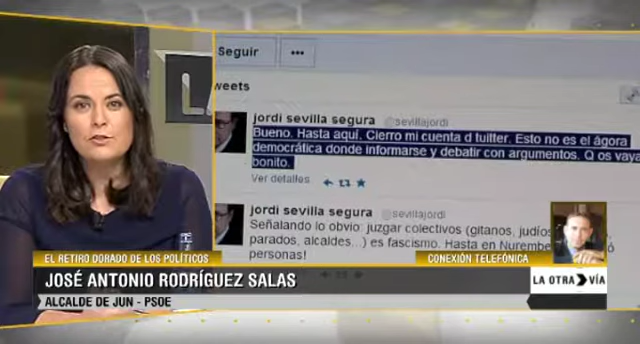 Seguir
•••
weets
jordi sevilla segura @sevillajordi
Bueno. Hasta aquí. Cierro mi cuenta d tuitter. Esto no es el ágora
democrática donde informarse y debatir con argumentos. Q os vaya
bonito.
Ver detalles
jordi sevilla segura @sevillajordi
Señalando lo obvio: juzgar colectivos (gitanos, judíos
parados, alcaldes...) es fascismo. Hasta en Nurembe
personas!
EL RETIRO DORADO DE LOS POLÍTICOS
CONEXIÓN TELEFÓNICA
JOSÉ ANTONIO RODRÍGUEZ SALAS
ALCALDE DE JUN - PSOE
LA OTRA VÍA